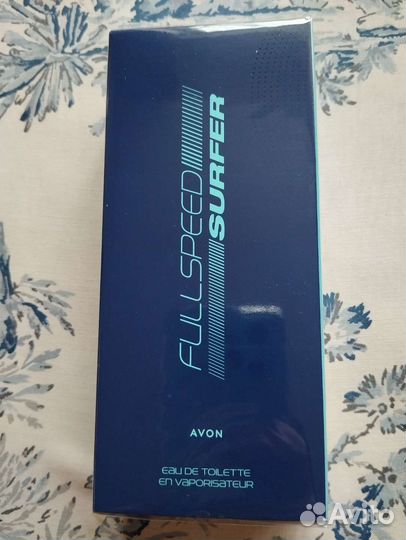 FULLSPEED
SURFER
AVON
EAU DE TOILETTE
EN VAPORISATEUR
Avito